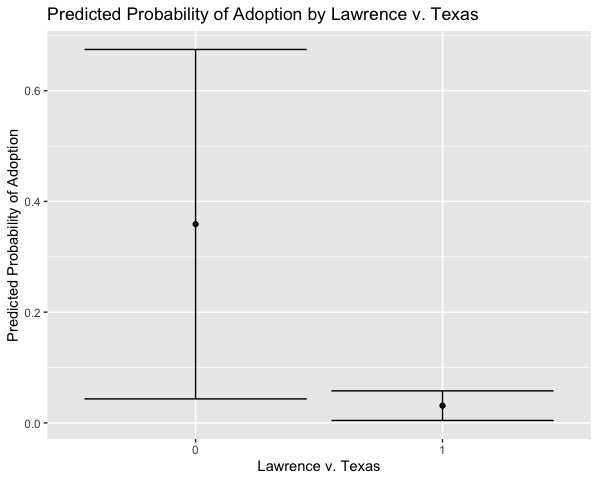 Predicted Probability of Adoption by Lawrence v. Texas
Predicted Probability of Adoption
0.6
0.4
0.2
0.0
0
1
Lawrence v. Texas